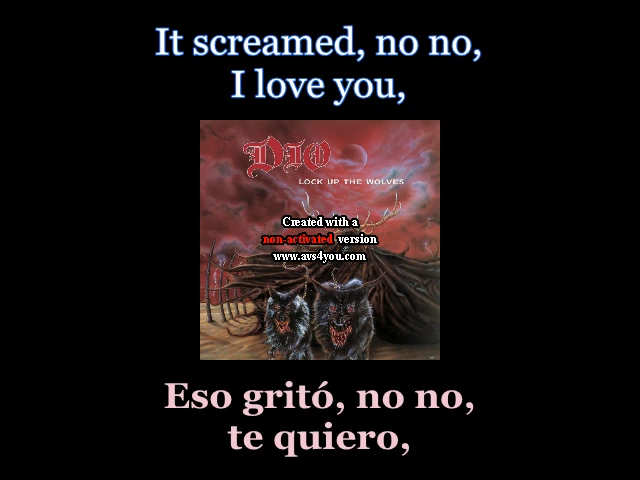 It screamed, no no,
I love you,
DIO
LOCK UP THE WOLVES
Created with a
non-activated version
www.avs4you.com
Eso gritó, no no,
te quiero,